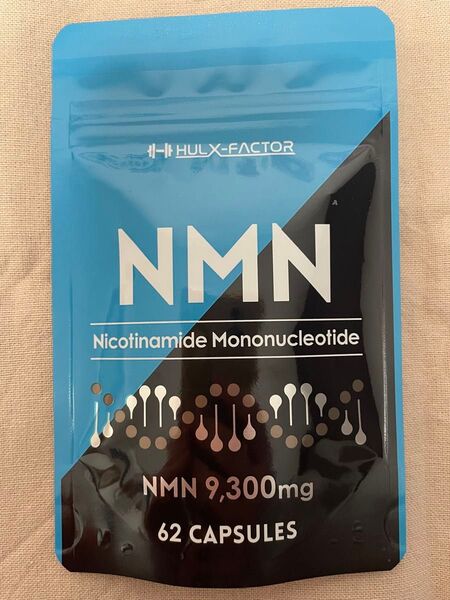 HULX-FACTOR
NMN
Nicotinamide Mononucleotide
NMN 9,300mg
62 CAPSULES